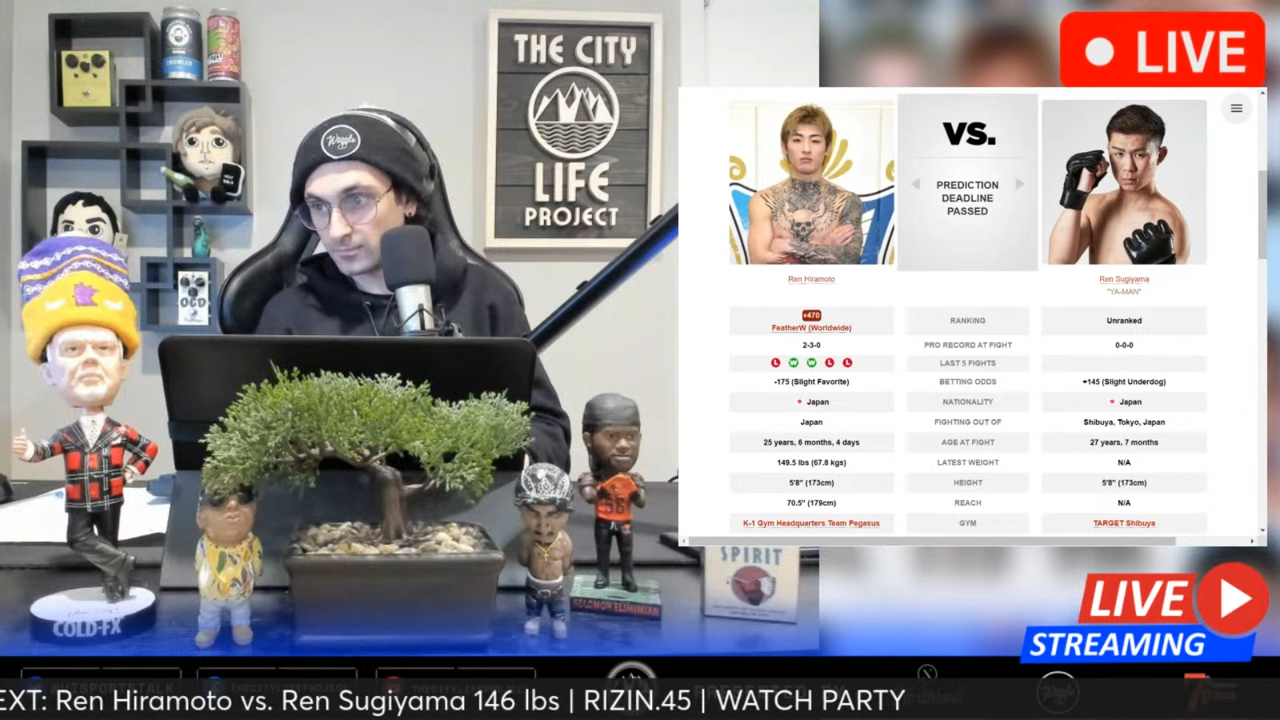 THE CITY
LIFE
PROJECT
Waggle
OCD
COLD-FX
SOLOMON ELIMIMIAN
SPIRIT
LIVE
VS.
PREDICTION
DEADLINE
PASSED
Ren Hiramoto
Ren Sugiyama
"YA-MAN"
+470
FeatherW (Worldwide)
RANKING
Unranked
2-3-0
PRO RECORD AT FIGHT
0-0-0
L W W L L
LAST 5 FIGHTS
-175 (Slight Favorite)
BETTING ODDS
+145 (Slight Underdog)
Japan
NATIONALITY
Japan
Japan
FIGHTING OUT OF
Shibuya, Tokyo, Japan
25 years, 6 months, 4 days
AGE AT FIGHT
27 years, 7 months
149.5 lbs (67.8 kgs)
LATEST WEIGHT
N/A
5'8" (173cm)
HEIGHT
5'8" (173cm)
70.5" (179cm)
REACH
N/A
K-1 Gym Headquarters Team Pegasus
GYM
TARGET Shibuya
LIVE
STREAMING
EXT: Ren Hiramoto vs. Ren Sugiyama 146 lbs | RIZIN.45 | WATCH PARTY